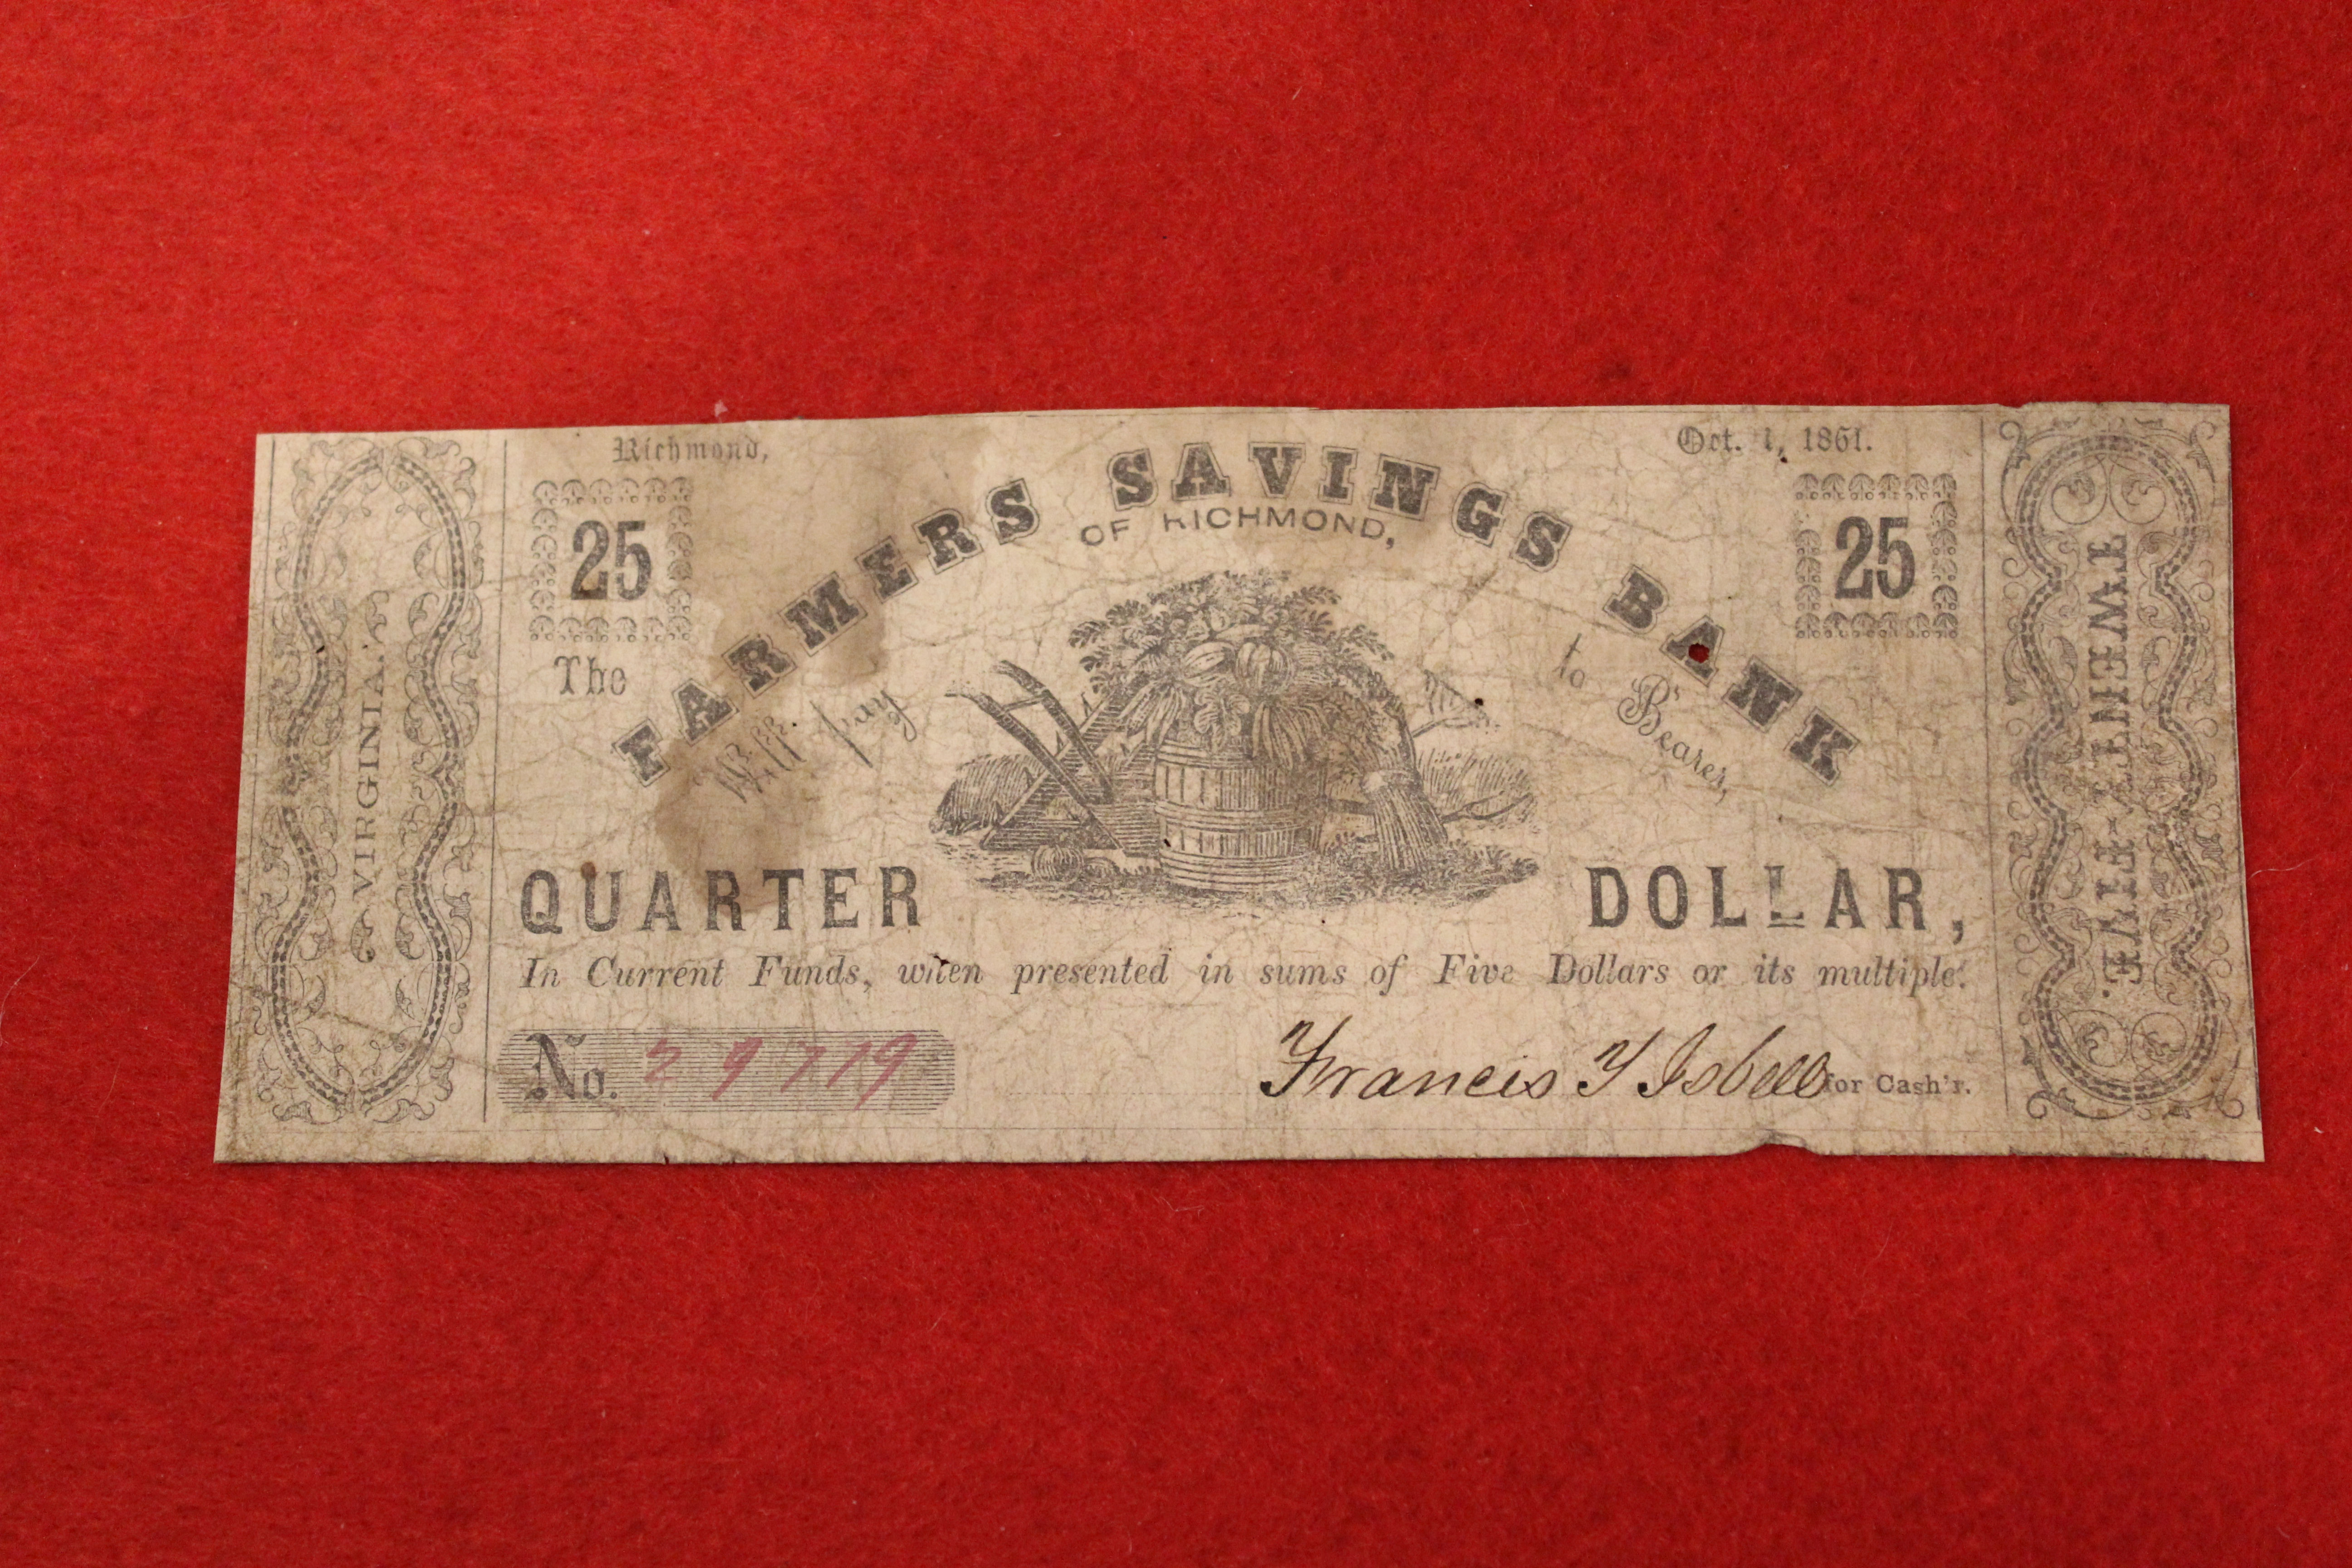 Richmond,
Oct. 1, 1861.
25
25
The
FARMERS SAVINGS BANK
OF RICHMOND,
Will pay
to Bearer,
QUARTER DOLLAR,
In Current Funds, when presented in sums of Five Dollars or its multiple.
No. 29719
Francis Y Isbell for Cash'r.
VIRGINIA.
TWENTY-FIVE.